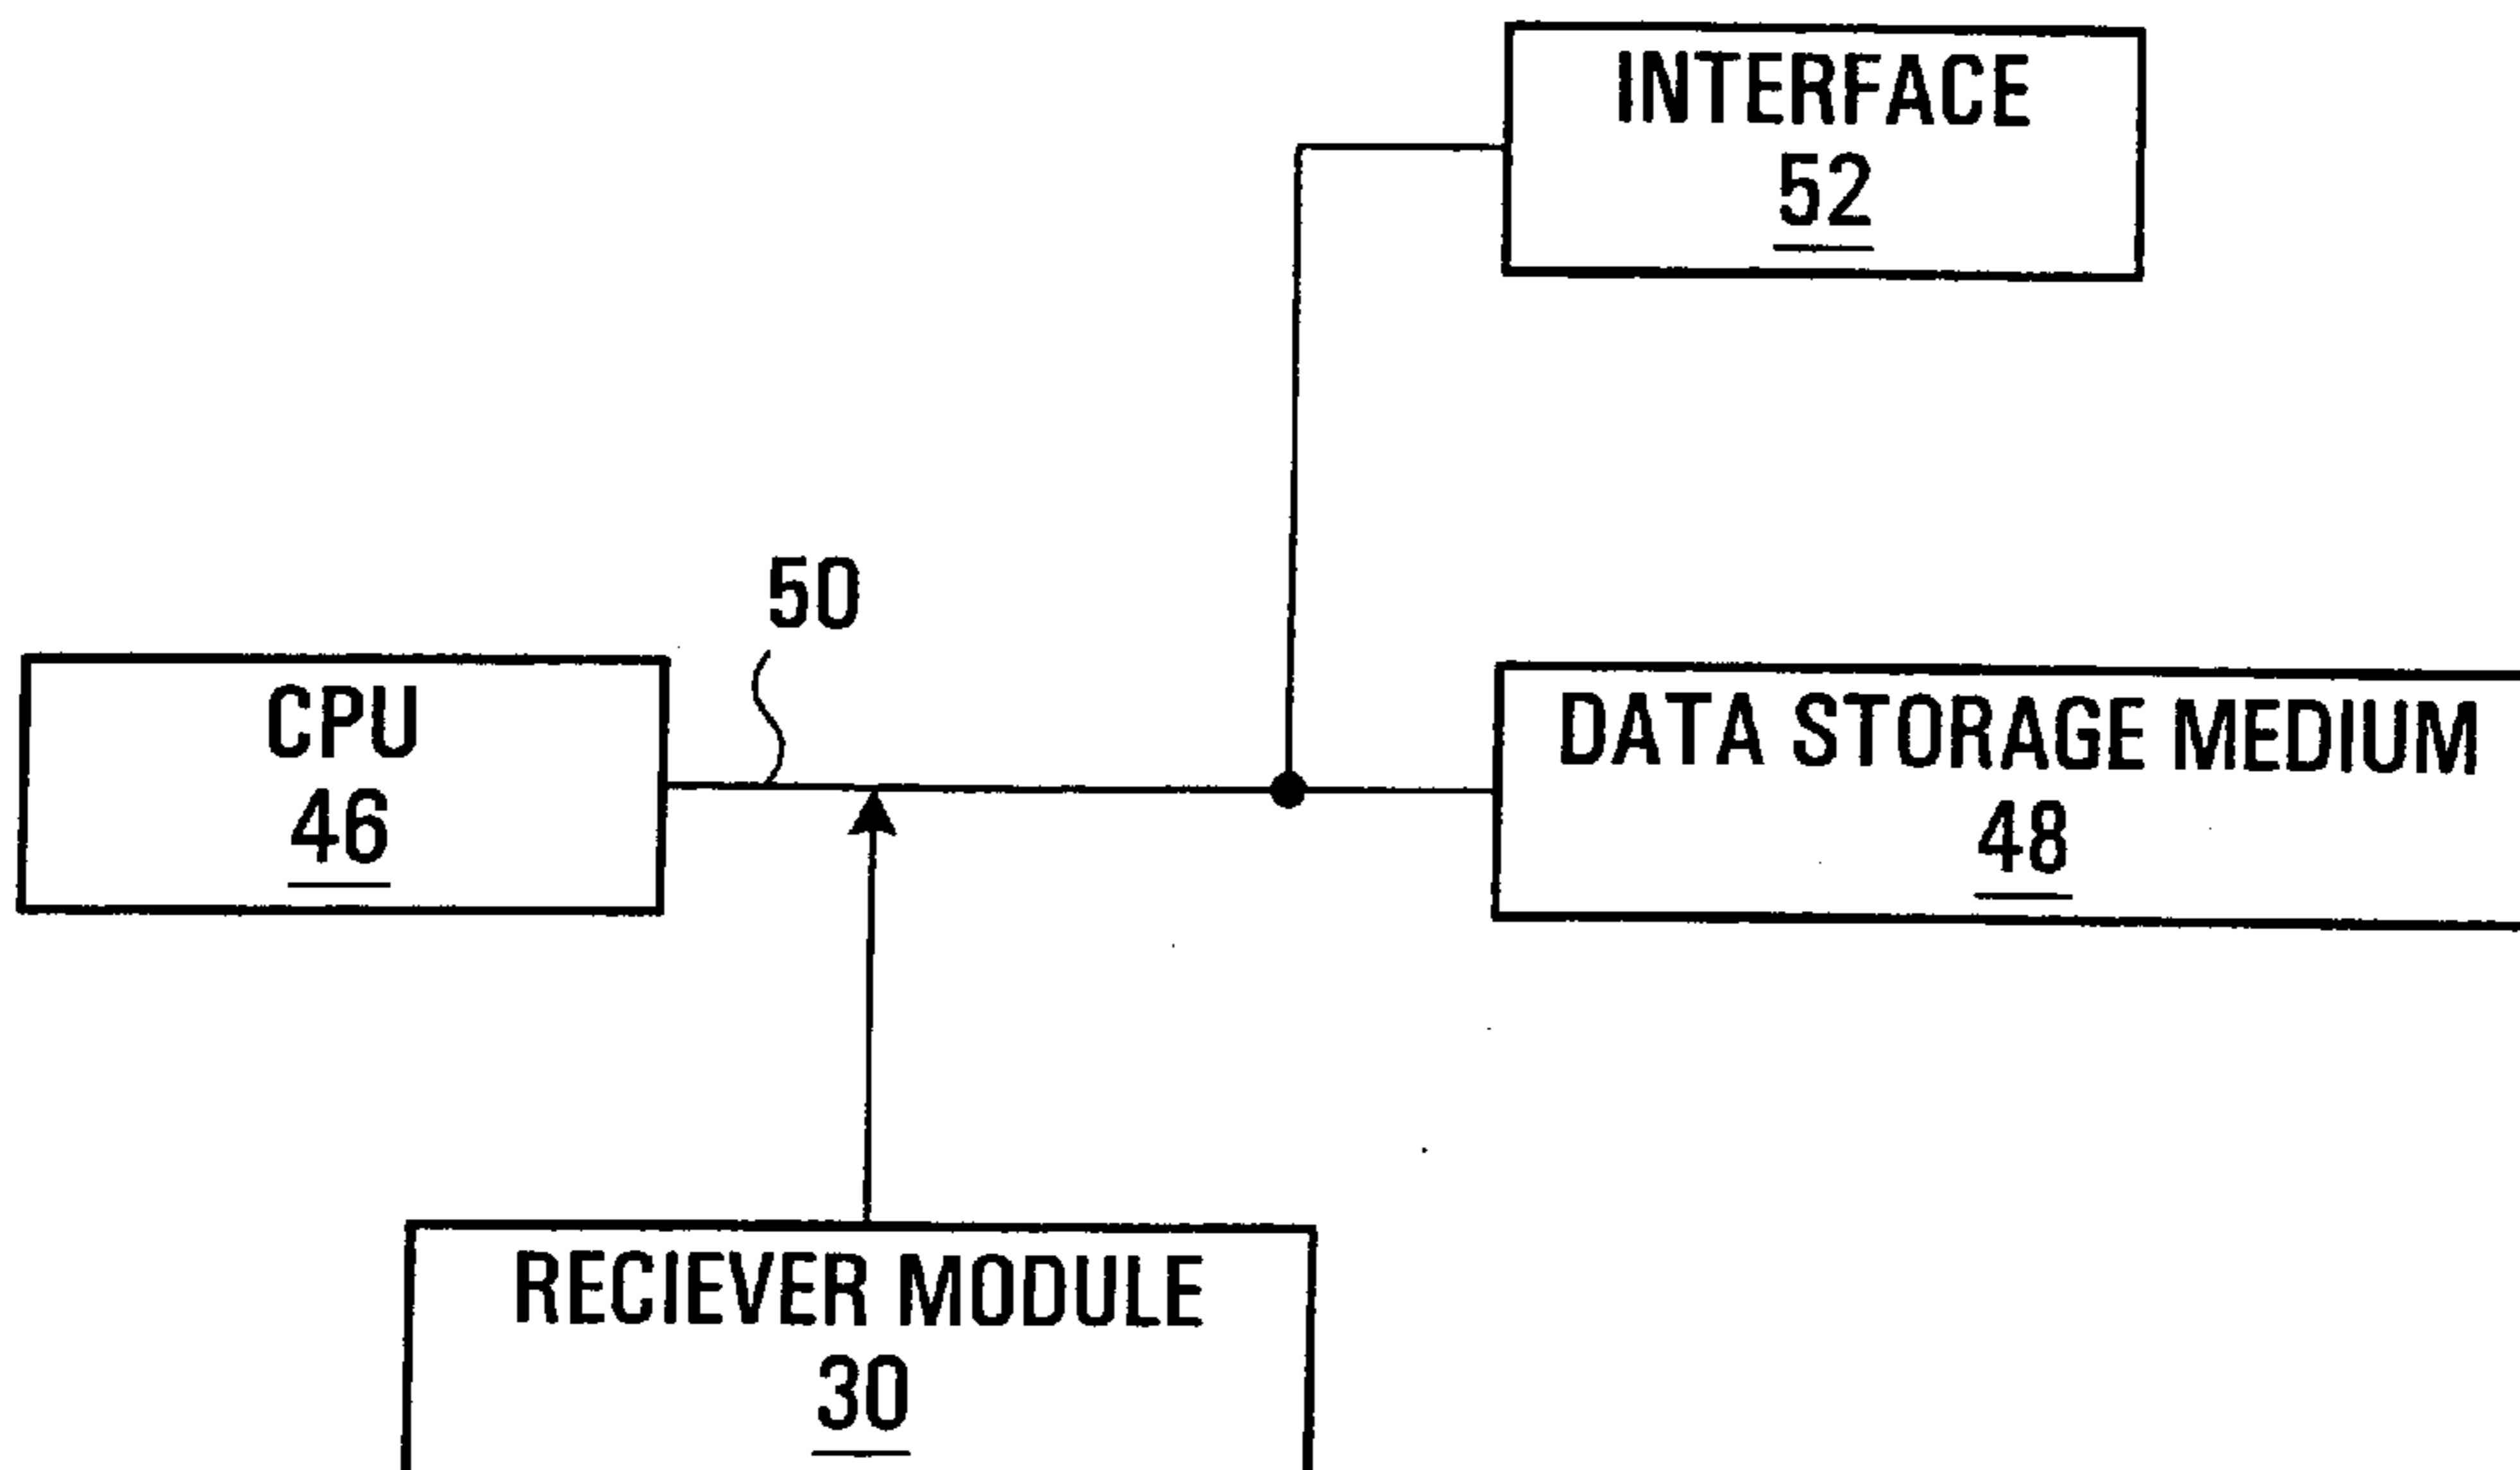 INTERFACE
52
50
CPU
46
DATA STORAGE MEDIUM
48
RECIEVER MODULE
30